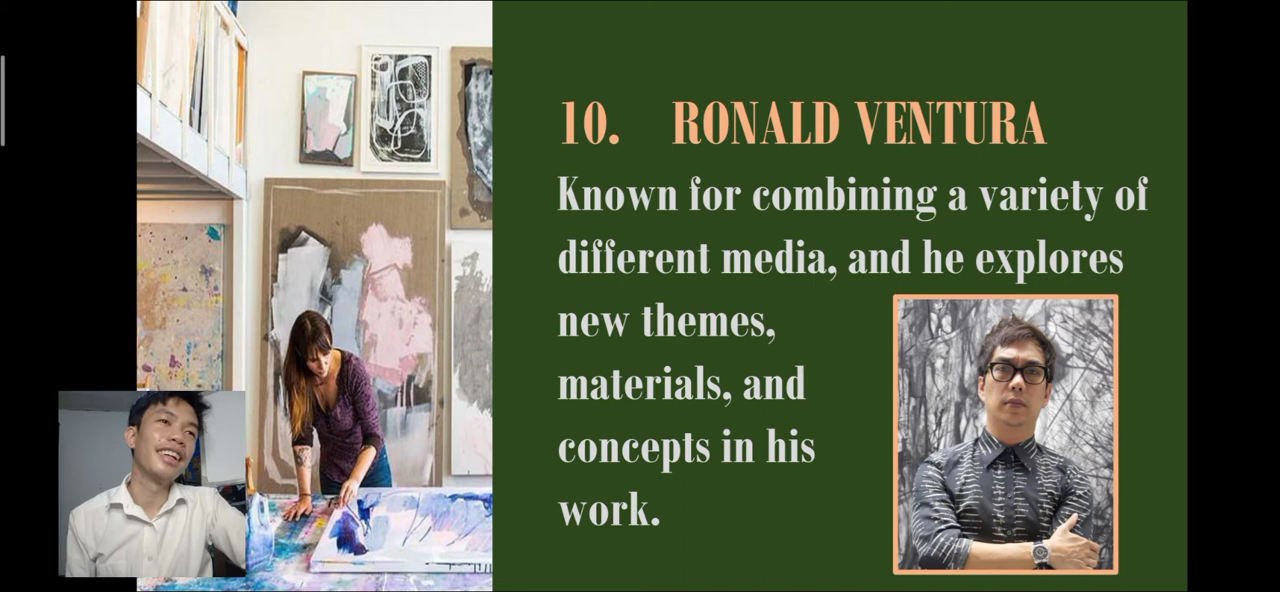 10. RONALD VENTURA
Known for combining a variety of
different media, and he explores
new themes,
materials, and
concepts in his
work.